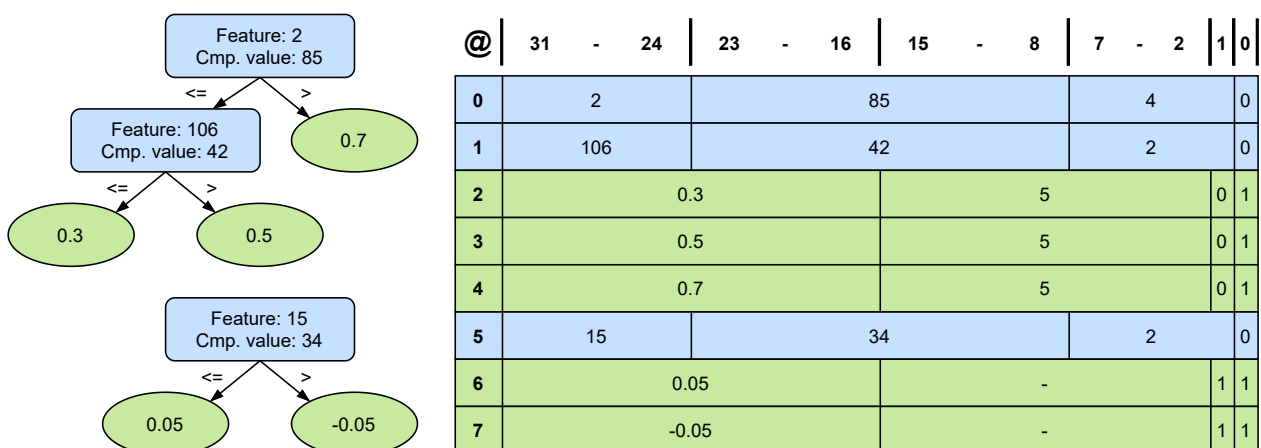 Feature: 2
Cmp. value: 85
<= >
Feature: 106
Cmp. value: 42
0.7
<= >
0.3 0.5
Feature: 15
Cmp. value: 34
<= >
0.05 -0.05
@ 31 - 24 23 - 16 15 - 8 7 - 2 1 0
0 2 85 4 0
1 106 42 2 0
2 0.3 5 0 1
3 0.5 5 0 1
4 0.7 5 0 1
5 15 34 2 0
6 0.05 - 1 1
7 -0.05 - 1 1